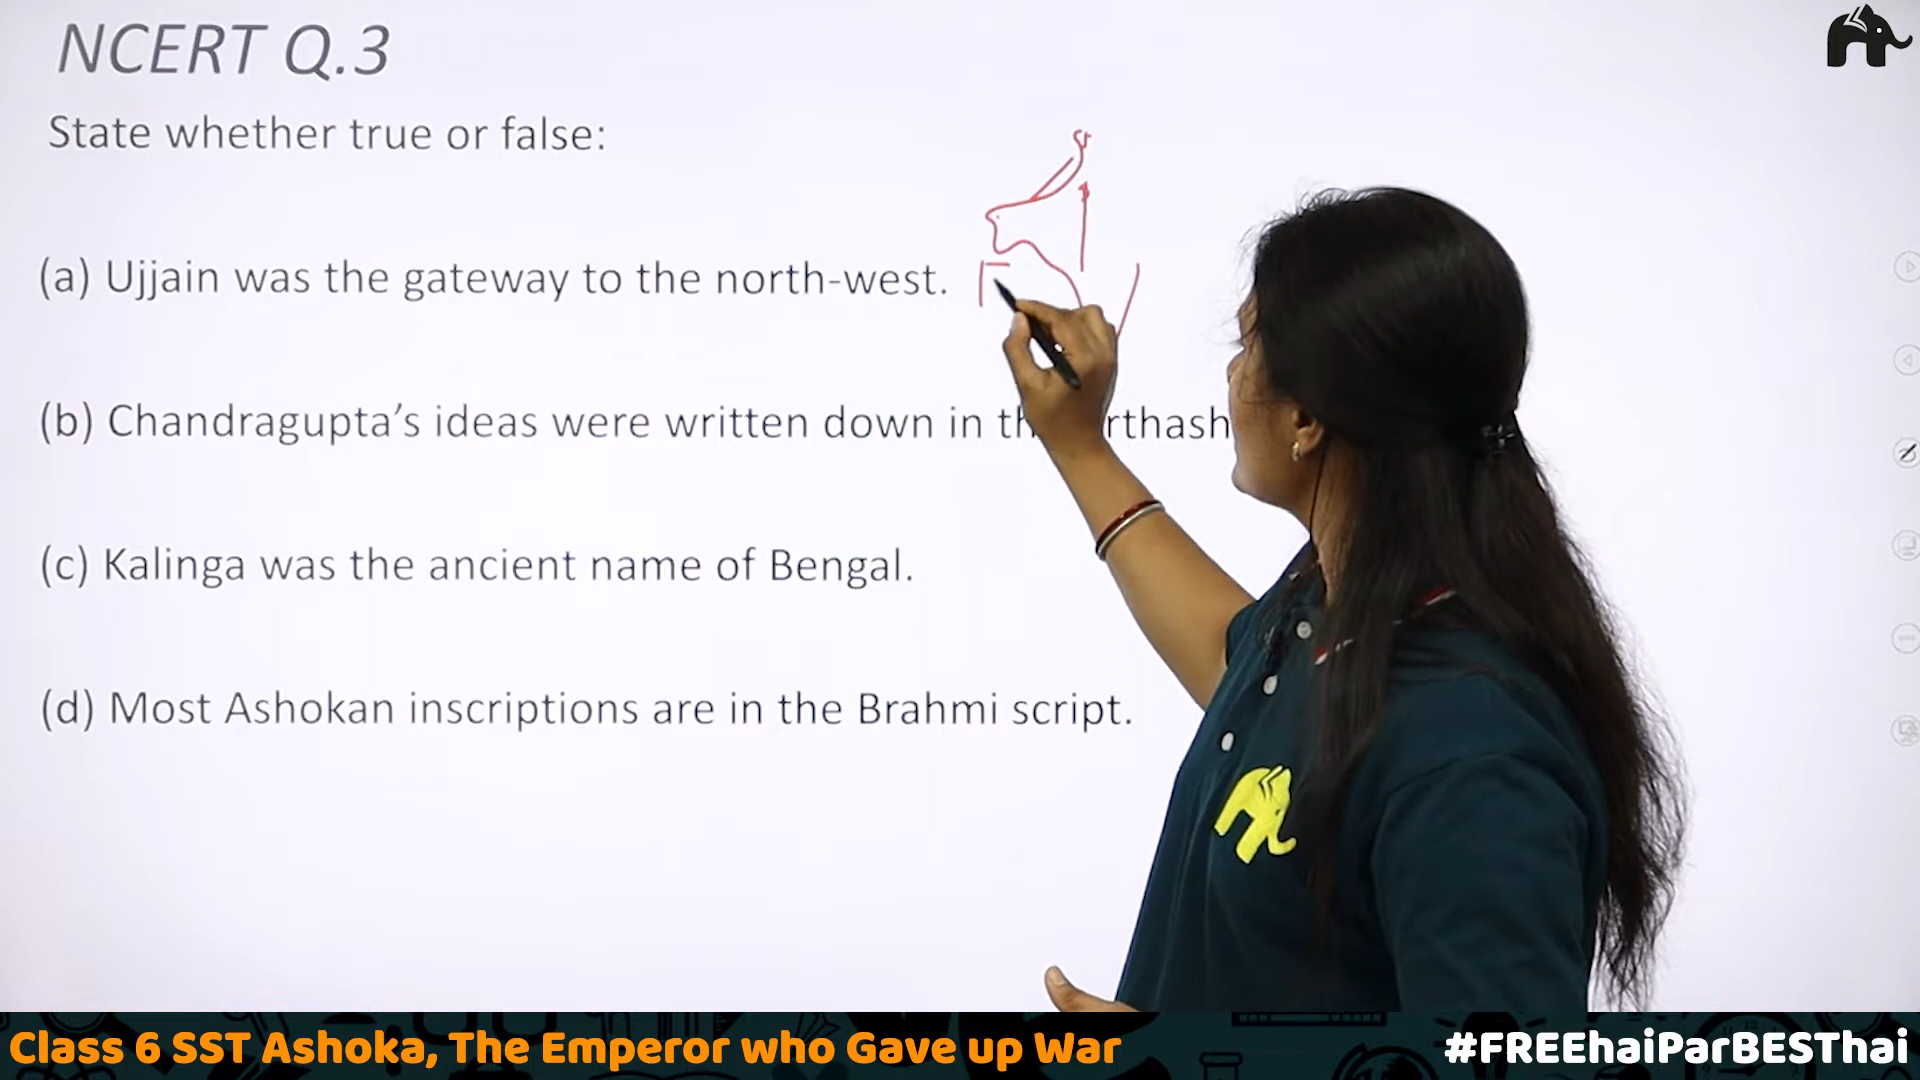 NCERT Q.3
State whether true or false:
(a) Ujjain was the gateway to the north-west.
(b) Chandragupta’s ideas were written down in
(c) Kalinga was the ancient name of Bengal.
(d) Most Ashokan inscriptions are in the Brahmi script.
Class 6 SST Ashoka, The Emperor who Gave up War
#FREEhaiParBESThai